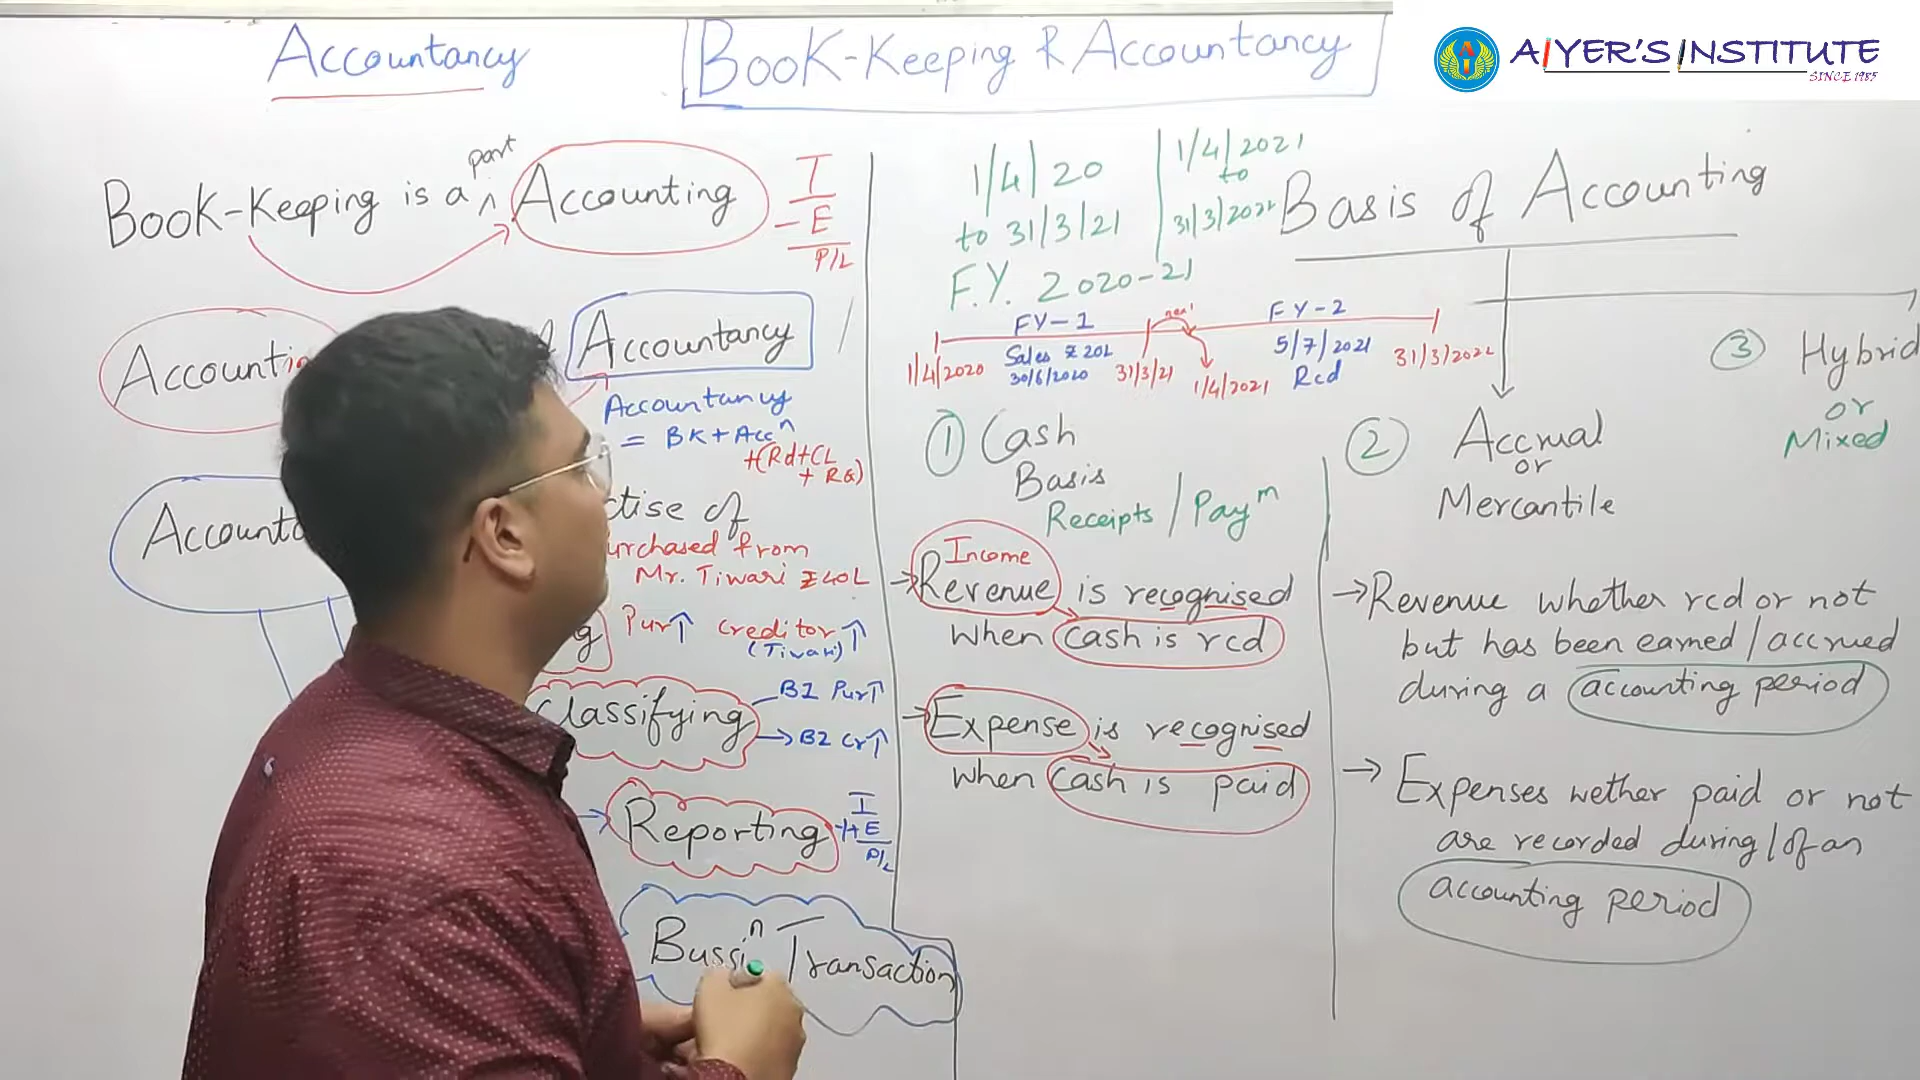 Accountancy
Book-Keeping & Accountancy
AIYER'S INSTITUTE
SINCE 1985
part
Book-Keeping is a ^ Accounting
I
- E
P/L
Accountin
Accountancy
Accountancy
= BK + Accⁿ
+(Rd+CL
+ RG)
Accounta
ctise of
urchased from
Mr. Tiwari ₹40L
g
Pur↑ Creditor↑
(Tiwari)
Classifying
B1 Pur↑
→ B2 Cr↑
→ Reporting
I
-/+ E
P/L
Bussiⁿ Transaction
1/4/20
to 31/3/21
F.Y. 2020-21
1/4/2021
to
31/3/2022
FY-1
next
FY-2
1/4/2020
Sales ₹20L
30/6/2020
31/3/21
1/4/2021
5/7/2021
Rcd
31/3/2022
Basis of Accounting
① Cash
Basis
Receipts / Payᵐ
Income
→ Revenue is recognised
when cash is rcd
→ Expense is recognised
when cash is paid
② Accrual
or
Mercantile
→ Revenue whether rcd or not
but has been earned/accrued
during a accounting period
→ Expenses wether paid or not
are recorded during/of an
accounting period
③ Hybrid
or
Mixed